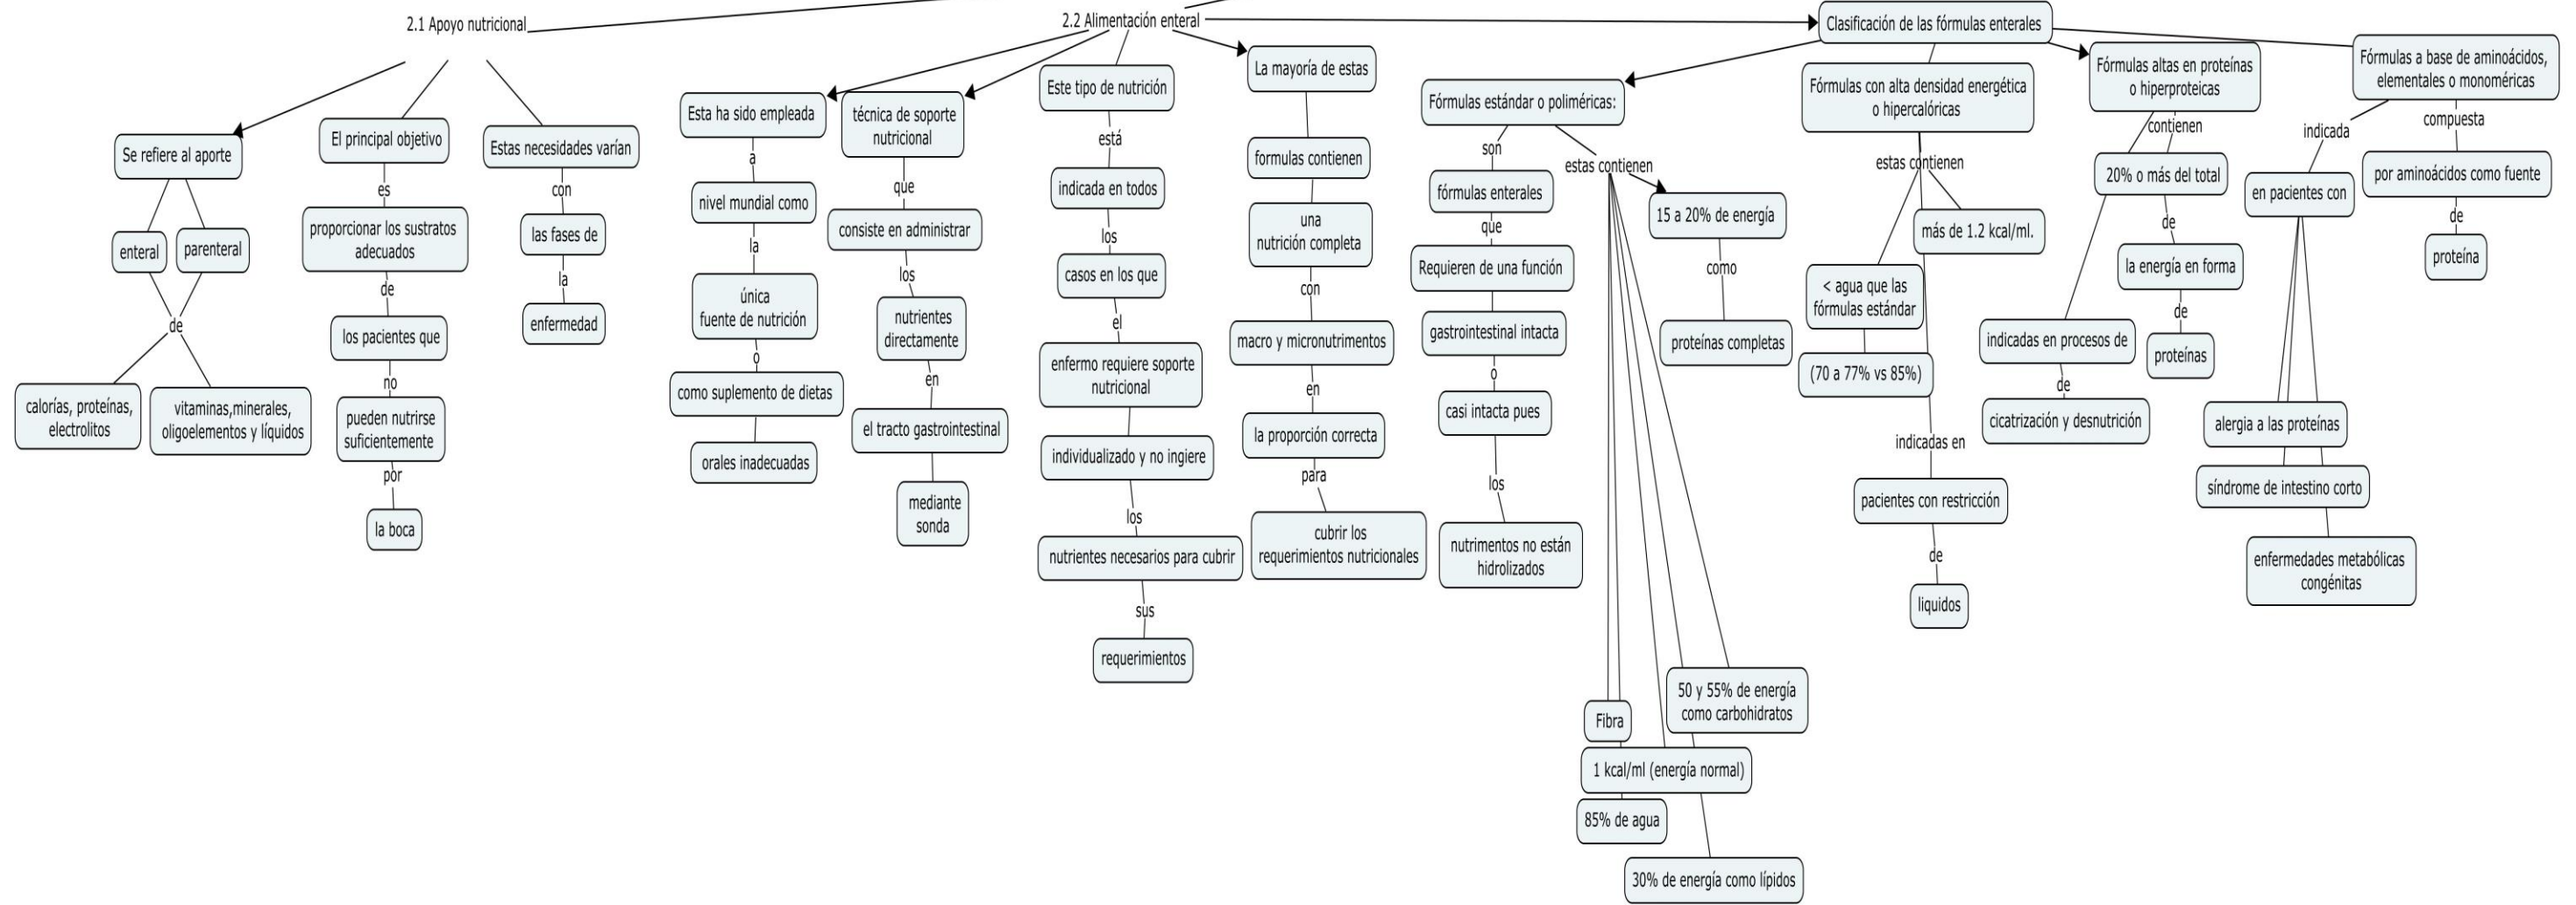 2.1 Apoyo nutricional
Se refiere al aporte
enteral
parenteral
de
calorías, proteínas,
electrolitos
vitaminas,minerales,
oligoelementos y líquidos
El principal objetivo
es
proporcionar los sustratos
adecuados
de
los pacientes que
no
pueden nutrirse
suficientemente
por
la boca
Estas necesidades varían
con
las fases de
la
enfermedad
2.2 Alimentación enteral
Esta ha sido empleada
a
nivel mundial como
la
única
fuente de nutrición
o
como suplemento de dietas
orales inadecuadas
técnica de soporte
nutricional
que
consiste en administrar
los
nutrientes
directamente
en
el tracto gastrointestinal
mediante
sonda
Este tipo de nutrición
está
indicada en todos
los
casos en los que
el
enfermo requiere soporte
nutricional
individualizado y no ingiere
los
nutrientes necesarios para cubrir
sus
requerimientos
La mayoría de estas
formulas contienen
una
nutrición completa
con
macro y micronutrimentos
en
la proporción correcta
para
cubrir los
requerimientos nutricionales
Clasificación de las fórmulas enterales
Fórmulas estándar o poliméricas:
son
fórmulas enterales
que
Requieren de una función
gastrointestinal intacta
o
casi intacta pues
los
nutrimentos no están
hidrolizados
estas contienen
15 a 20% de energía
como
proteínas completas
50 y 55% de energía
como carbohidratos
Fibra
1 kcal/ml (energía normal)
85% de agua
30% de energía como lípidos
Fórmulas con alta densidad energética
o hipercalóricas
estas contienen
más de 1.2 kcal/ml.
< agua que las
fórmulas estándar
(70 a 77% vs 85%)
indicadas en
pacientes con restricción
de
liquidos
Fórmulas altas en proteínas
o hiperproteicas
contienen
20% o más del total
de
la energía en forma
de
proteínas
indicadas en procesos de
de
cicatrización y desnutrición
Fórmulas a base de aminoácidos,
elementales o monoméricas
indicada
en pacientes con
alergia a las proteínas
síndrome de intestino corto
enfermedades metabólicas
congénitas
compuesta
por aminoácidos como fuente
de
proteína